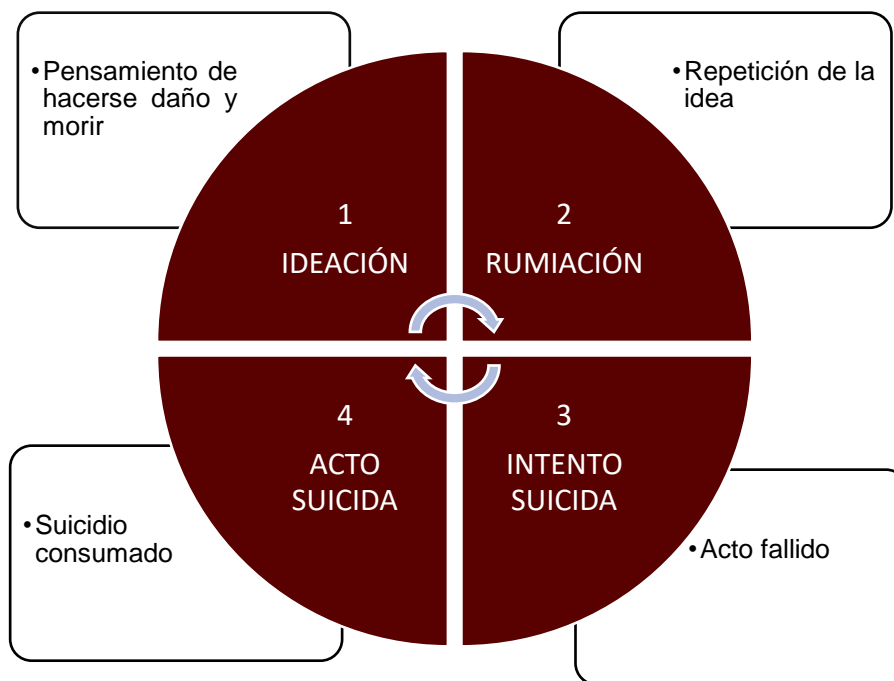 •Pensamiento de
hacerse daño y
morir
•Repetición de la
idea
1
IDEACIÓN
2
RUMIACIÓN
4
ACTO
SUICIDA
3
INTENTO
SUICIDA
•Suicidio
consumado
•Acto fallido